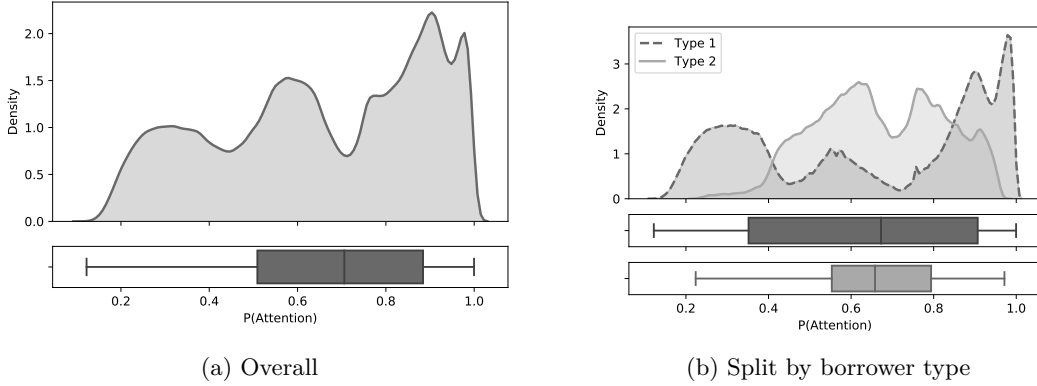 2.0
1.5
1.0
0.5
0.0
Density
0.2 0.4 0.6 0.8 1.0
P(Attention)
(a) Overall
Type 1
Type 2
3
2
1
0
Density
0.2 0.4 0.6 0.8 1.0
P(Attention)
(b) Split by borrower type